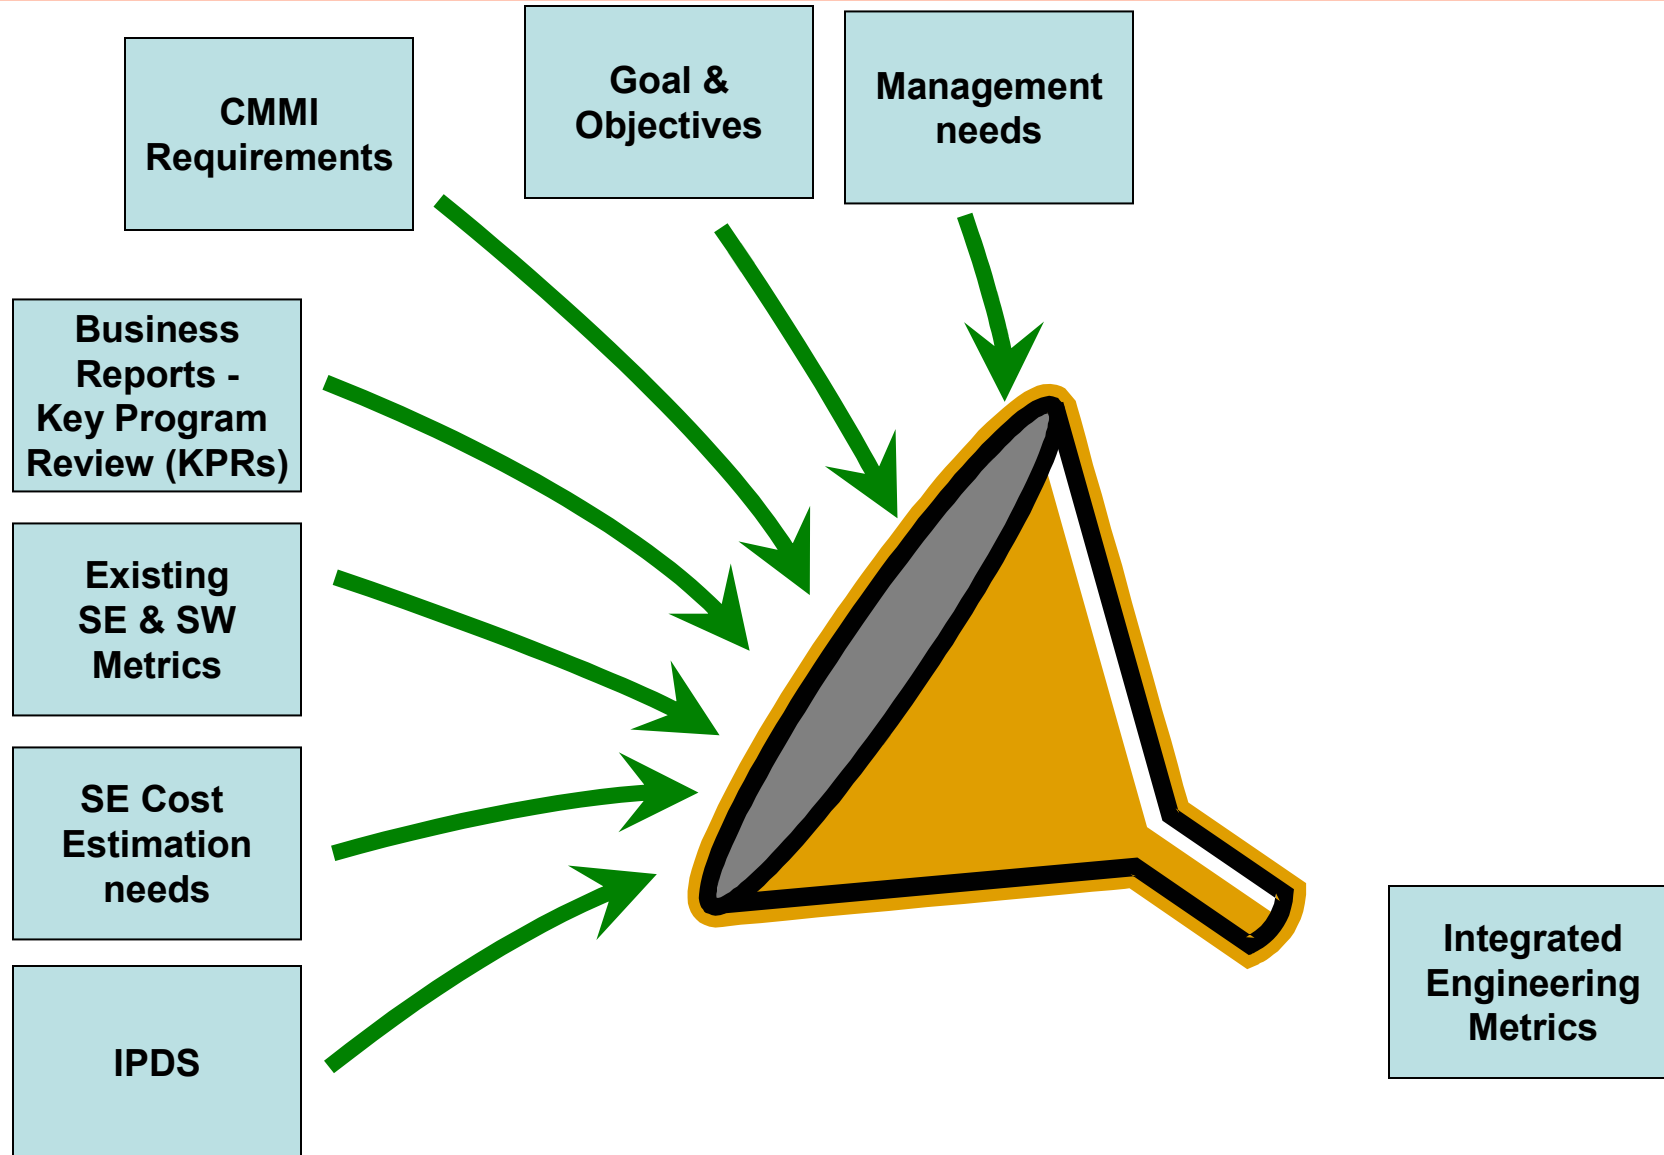 Goal &
Objectives
Management
needs
CMMI
Requirements
Business
Reports -
Key Program
Review (KPRs)
Existing
SE & SW
Metrics
SE Cost
Estimation
needs
IPDS
Integrated
Engineering
Metrics